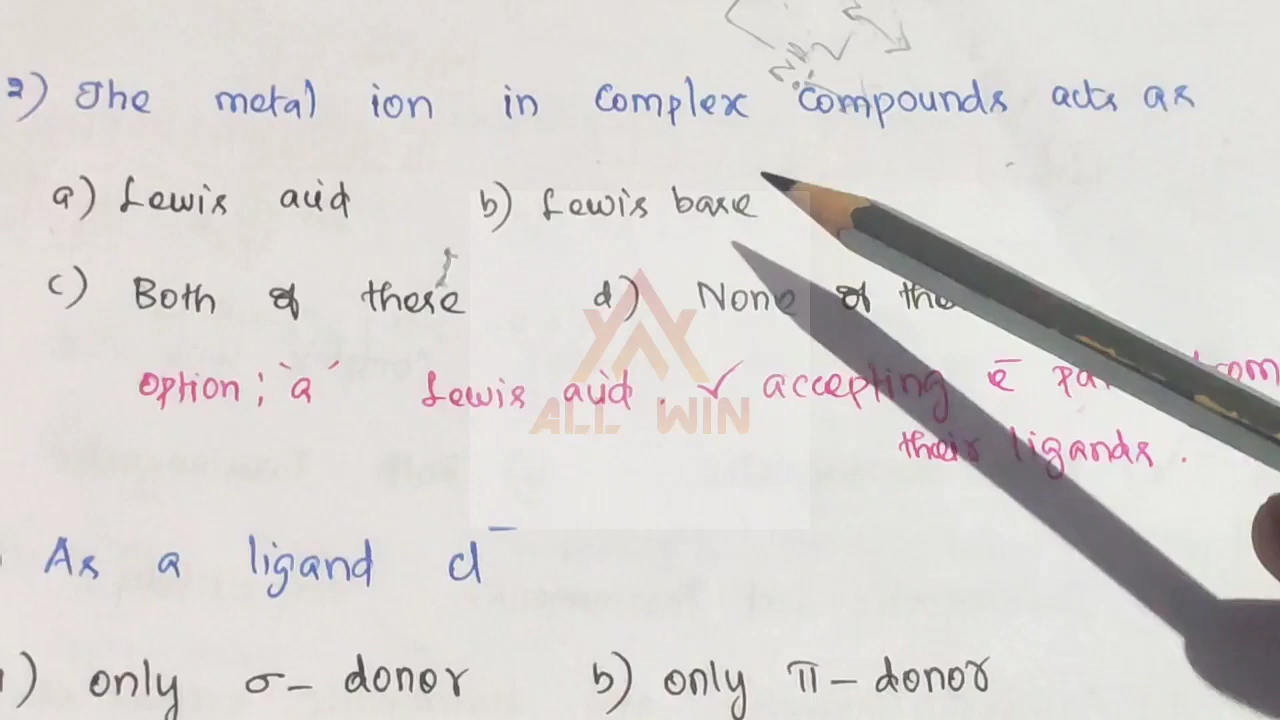 2) The metal ion in complex compounds acts as
a) Lewis acid b) Lewis base
c) Both of these d) None of
option; `a´ Lewis acid. ✓ accepting e̅
their ligands.
ALL WIN
As a ligand Cl⁻
only σ- donor b) only π - donor